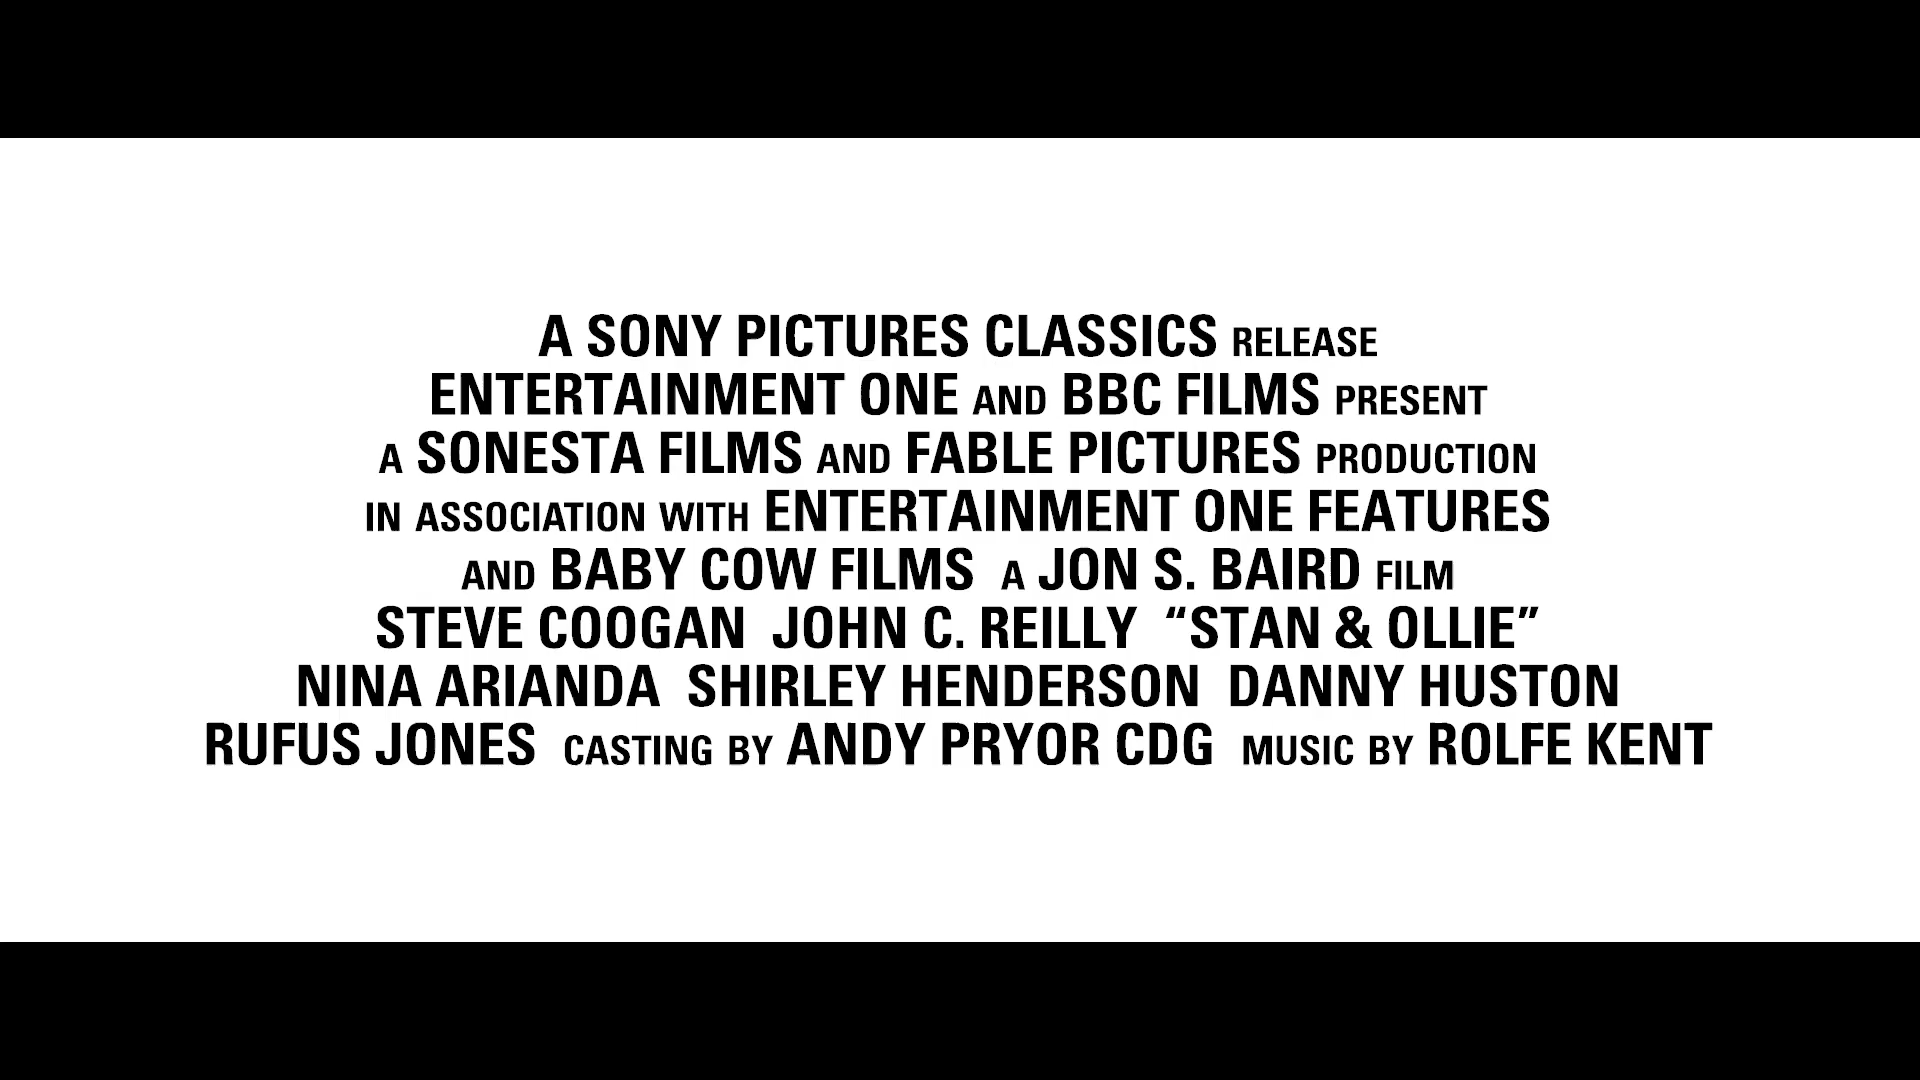 A SONY PICTURES CLASSICS RELEASE
ENTERTAINMENT ONE AND BBC FILMS PRESENT
A SONESTA FILMS AND FABLE PICTURES PRODUCTION
IN ASSOCIATION WITH ENTERTAINMENT ONE FEATURES
AND BABY COW FILMS A JON S. BAIRD FILM
STEVE COOGAN JOHN C. REILLY “STAN & OLLIE”
NINA ARIANDA SHIRLEY HENDERSON DANNY HUSTON
RUFUS JONES CASTING BY ANDY PRYOR CDG MUSIC BY ROLFE KENT